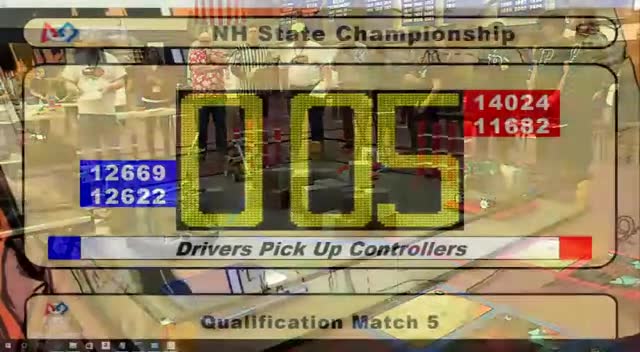 NH State Championship
005
14024
11682
12669
12622
Drivers Pick Up Controllers
Qualification Match 5